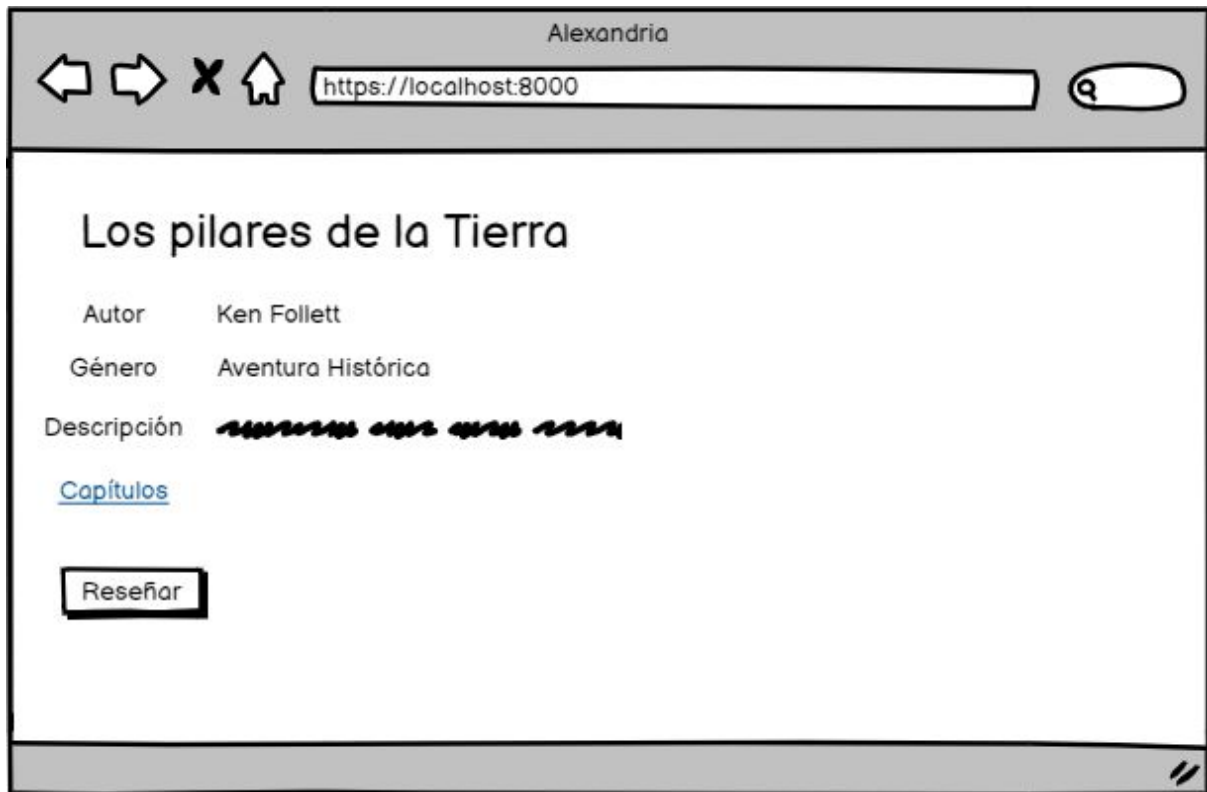 Alexandria
https://localhost:8000
Los pilares de la Tierra
Autor Ken Follett
Género Aventura Histórica
Descripción
Capítulos
Reseñar